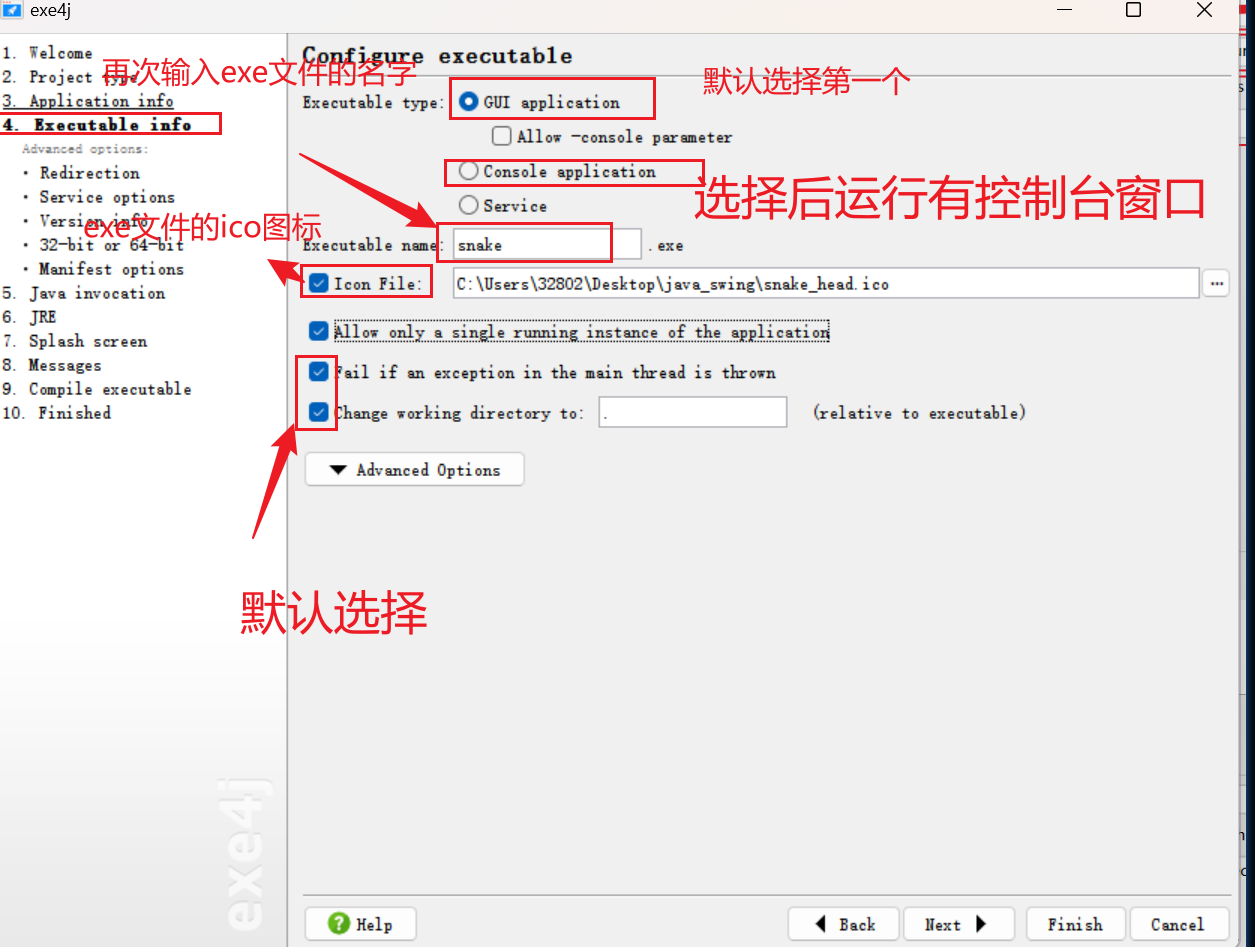 exe4j
1. Welcome
2. Project type
3. Application info
4. Executable info
Advanced options:
• Redirection
• Service options
• Version info
• 32-bit or 64-bit
• Manifest options
5. Java invocation
6. JRE
7. Splash screen
8. Messages
9. Compile executable
10. Finished
exe4j
再次输入exe文件的名字
exe文件的ico图标
Configure executable
默认选择第一个
Executable type: GUI application
Allow -console parameter
Console application
选择后运行有控制台窗口
Service
Executable name: snake .exe
Icon File: C:\Users\32802\Desktop\java_swing\snake_head.ico ...
Allow only a single running instance of the application
Fail if an exception in the main thread is thrown
Change working directory to: . (relative to executable)
Advanced Options
默认选择
Help Back Next Finish Cancel